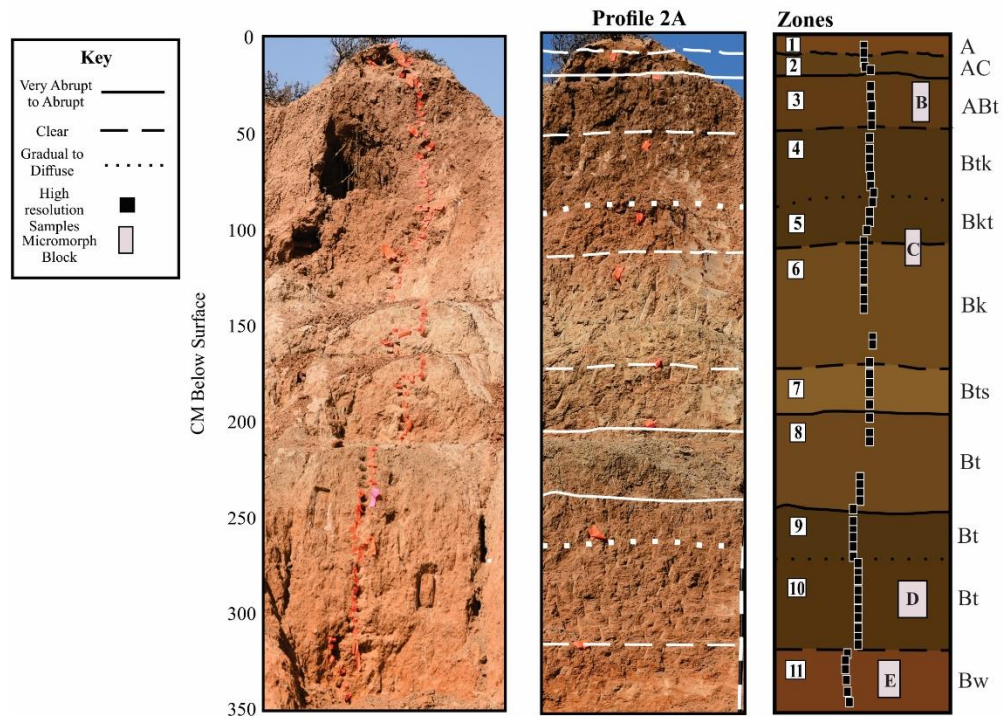 Key
Very Abrupt
to Abrupt
Clear
Gradual to
Diffuse
High
resolution
Samples
Micromorph
Block
CM Below Surface
0
50
100
150
200
250
300
350
Profile 2A
Zones
1
2
3
4
5
6
7
8
9
10
11
B
C
D
E
A
AC
ABt
Btk
Bkt
Bk
Bts
Bt
Bt
Bt
Bw